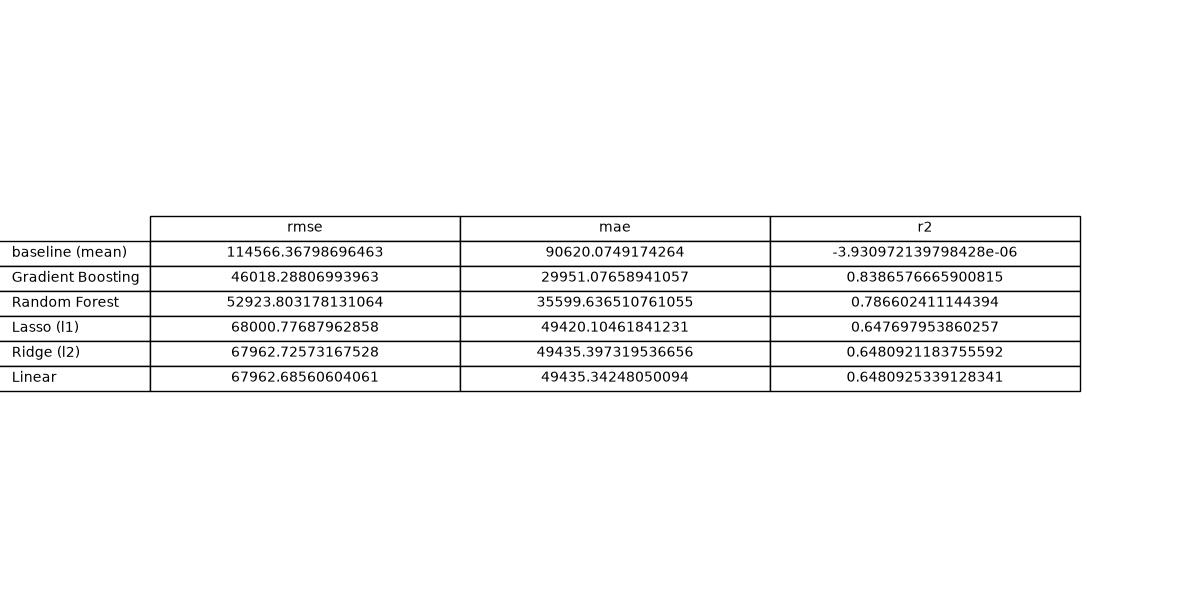 rmse mae r2
baseline (mean) 114566.36798696463 90620.0749174264 -3.930972139798428e-06
Gradient Boosting 46018.28806993963 29951.07658941057 0.8386576665900815
Random Forest 52923.803178131064 35599.636510761055 0.786602411144394
Lasso (l1) 68000.77687962858 49420.10461841231 0.647697953860257
Ridge (l2) 67962.72573167528 49435.397319536656 0.6480921183755592
Linear 67962.68560604061 49435.34248050094 0.6480925339128341